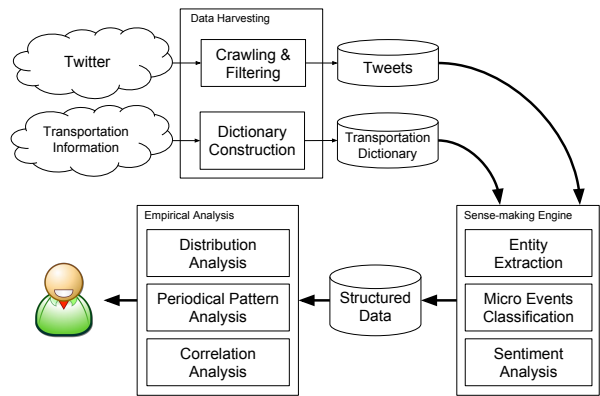 Data Harvesting
Twitter
Crawling &
Filtering
Tweets
Transportation
Information
Dictionary
Construction
Transportation
Dictionary
Empirical Analysis
Distribution
Analysis
Periodical Pattern
Analysis
Correlation
Analysis
Structured
Data
Sense-making Engine
Entity
Extraction
Micro Events
Classification
Sentiment
Analysis